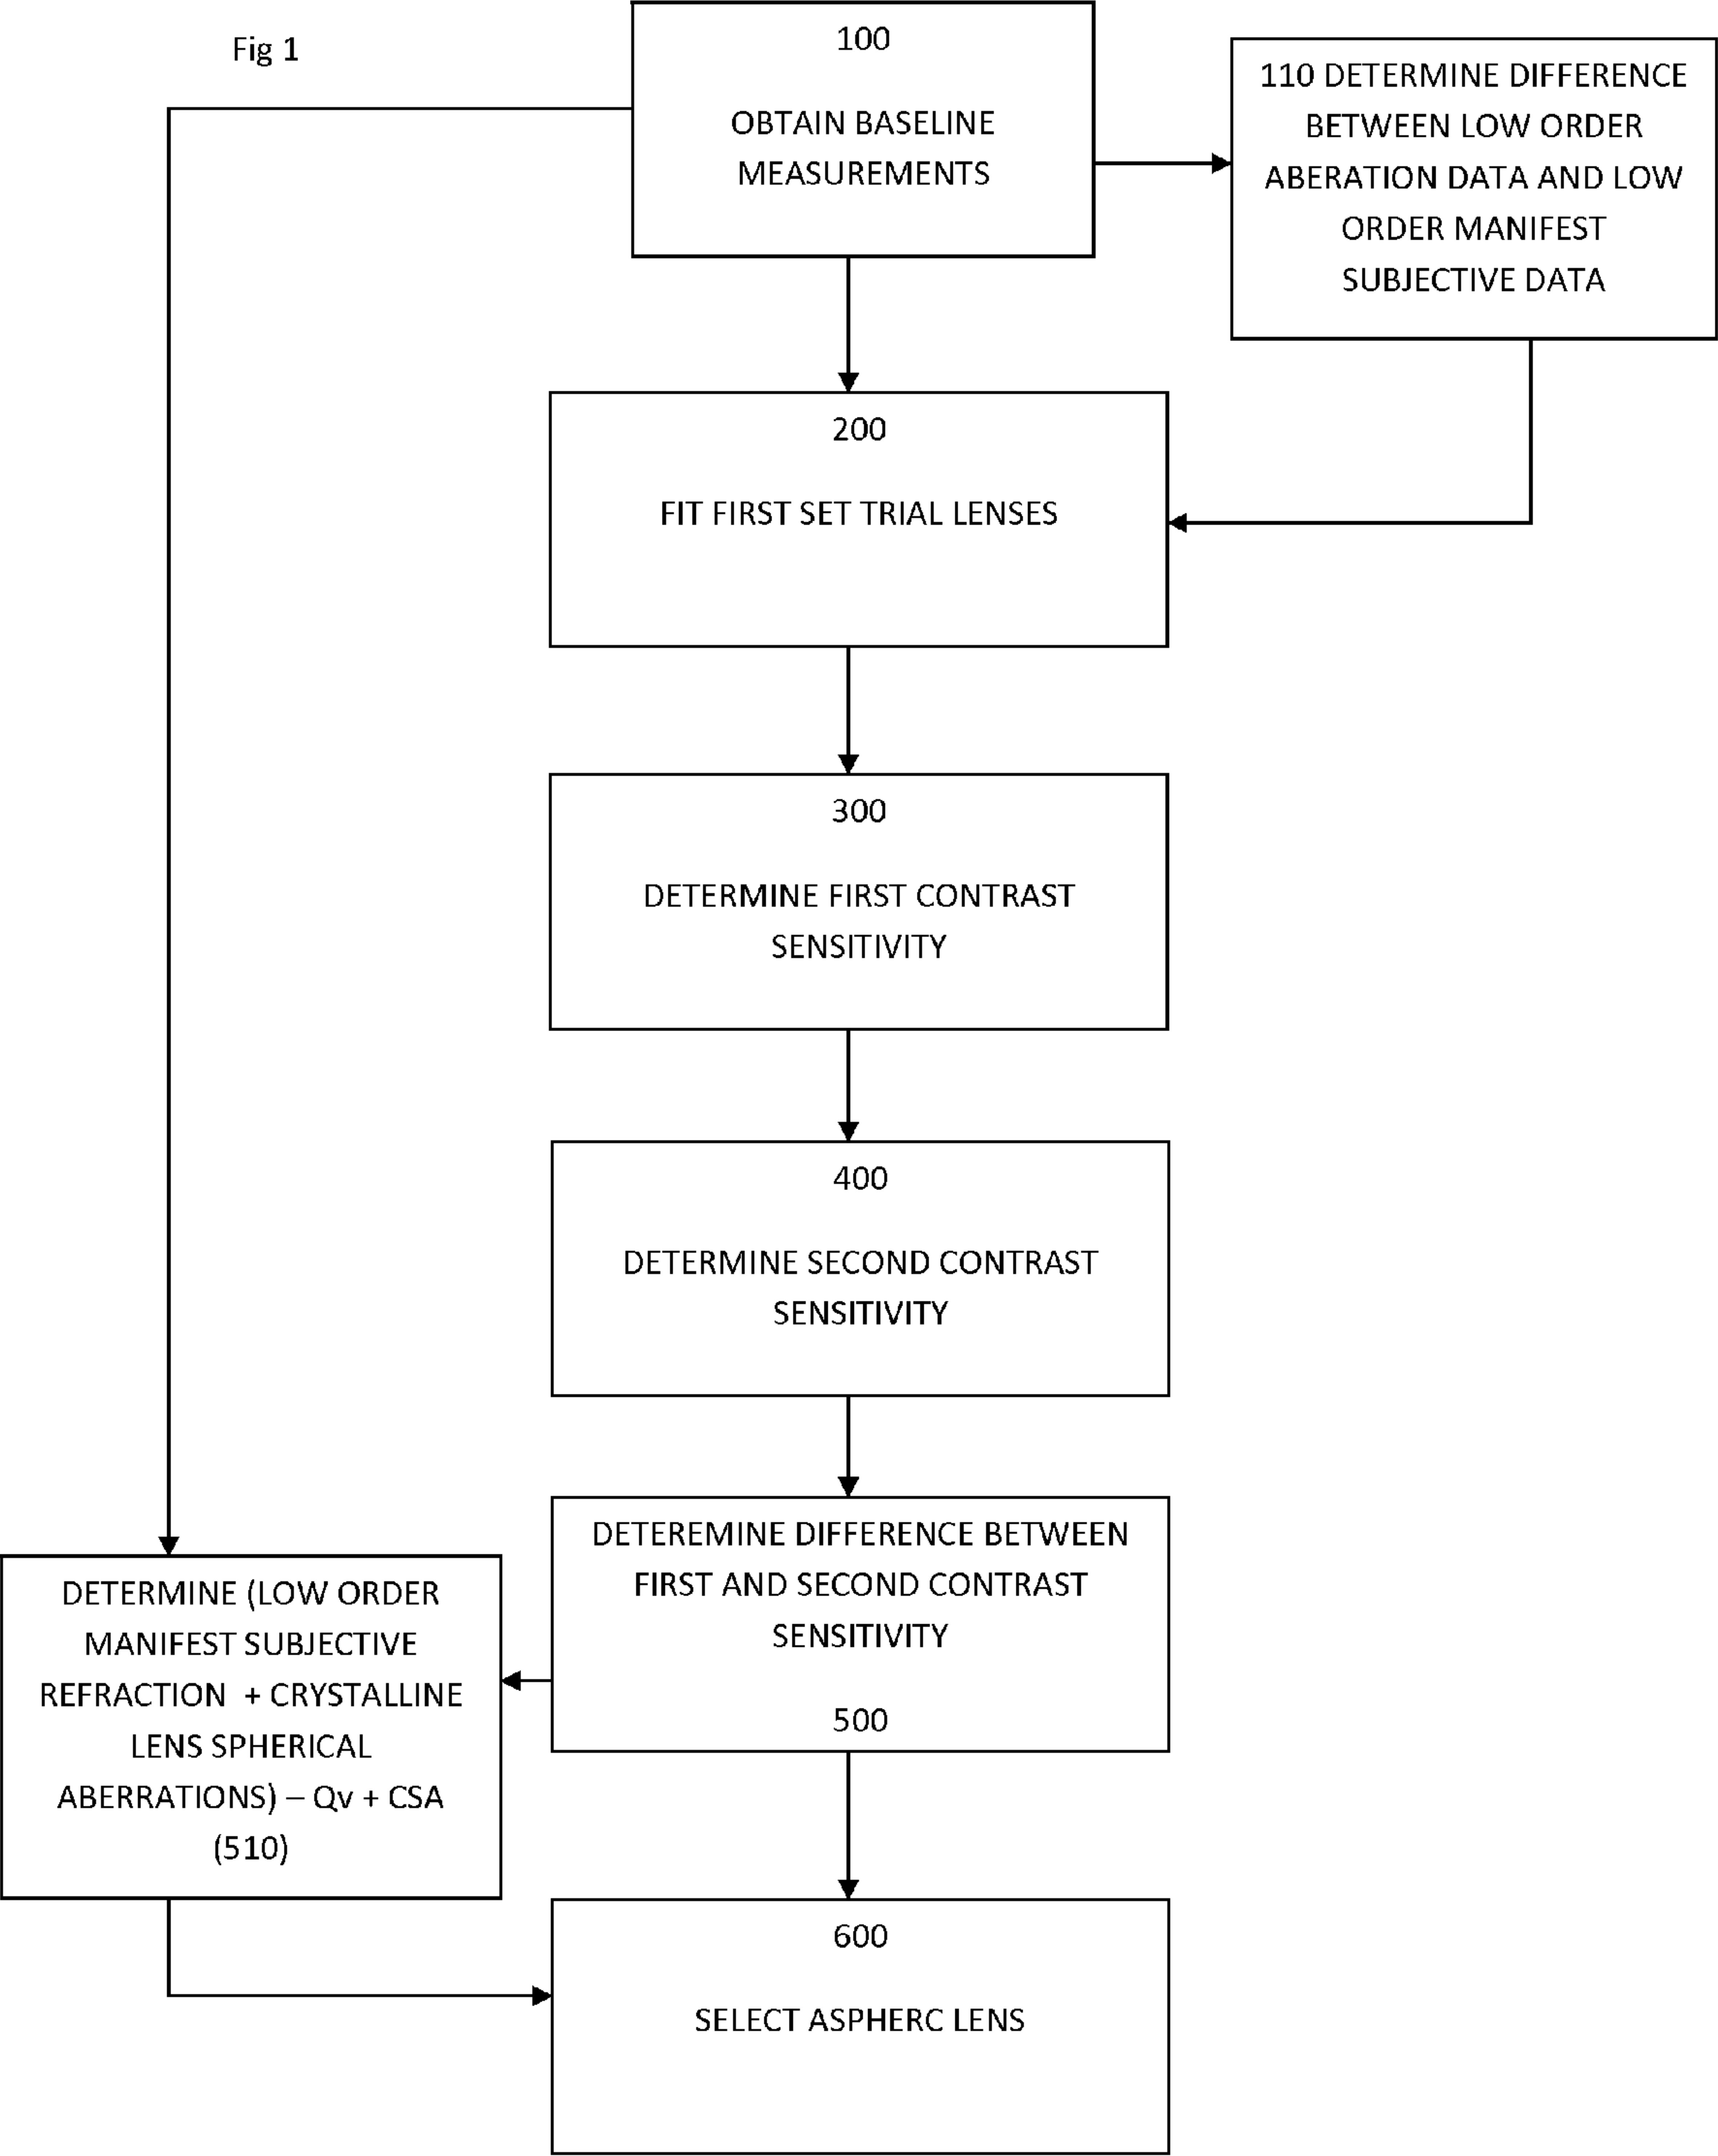 Fig 1
100
OBTAIN BASELINE
MEASUREMENTS
110 DETERMINE DIFFERENCE
BETWEEN LOW ORDER
ABERATION DATA AND LOW
ORDER MANIFEST
SUBJECTIVE DATA
200
FIT FIRST SET TRIAL LENSES
300
DETERMINE FIRST CONTRAST
SENSITIVITY
400
DETERMINE SECOND CONTRAST
SENSITIVITY
DETEREMINE DIFFERENCE BETWEEN
FIRST AND SECOND CONTRAST
SENSITIVITY
500
DETERMINE (LOW ORDER
MANIFEST SUBJECTIVE
REFRACTION + CRYSTALLINE
LENS SPHERICAL
ABERRATIONS) – Qv + CSA
(510)
600
SELECT ASPHERC LENS